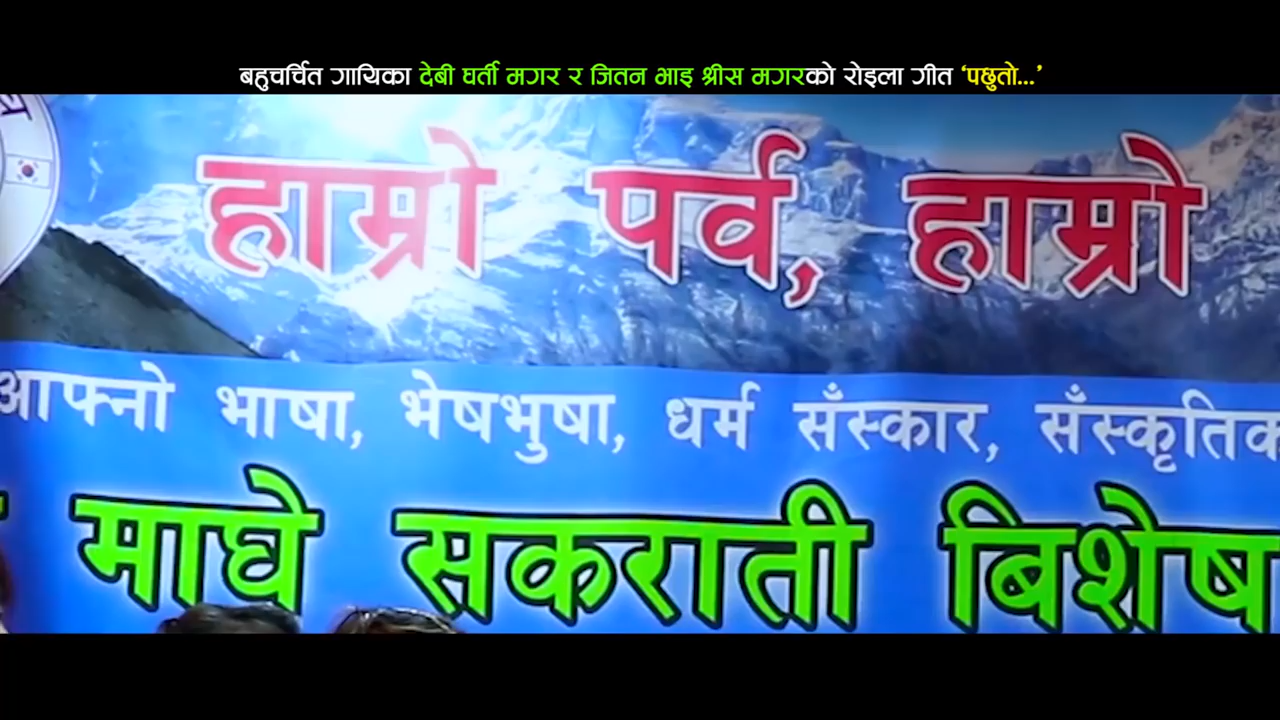 बहुचर्चित गायिका देबी घर्ती मगर र जितन भाइ श्रीस मगरको रोइला गीत ‘पछुतो...’
हाम्रो पर्व, हाम्रो
आफ्नो भाषा, भेषभुषा, धर्म सँस्कार, सँस्कृतिक
माघे सकराती बिशेष